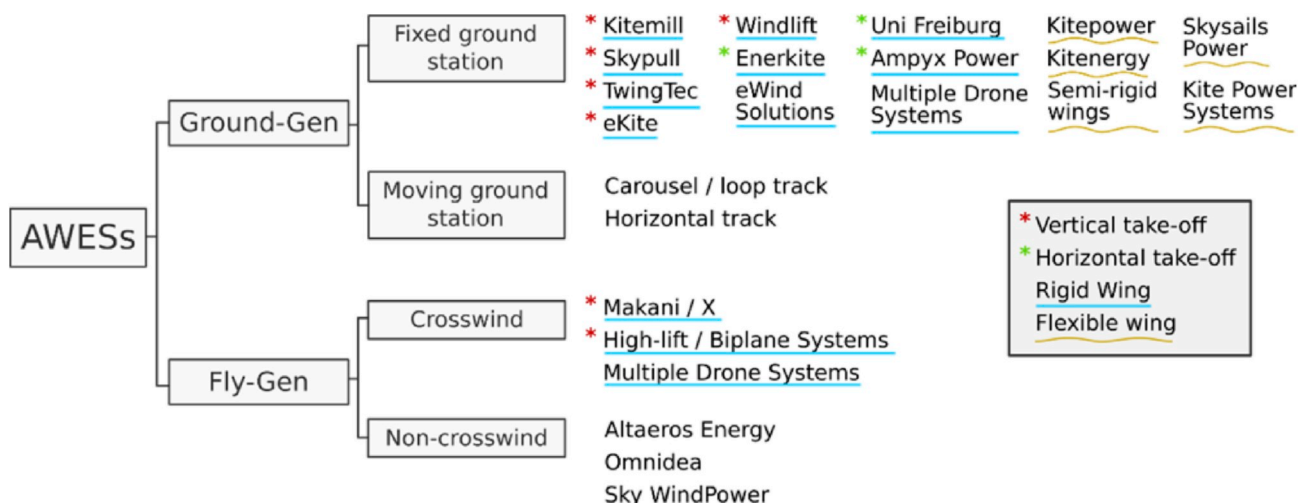 AWESs
Ground-Gen
Fixed ground
station
* Kitemill
* Skypull
* TwingTec
* eKite
* Windlift
* Enerkite
eWind
Solutions
* Uni Freiburg
* Ampyx Power
Multiple Drone
Systems
Kitepower
Kitenergy
Semi-rigid
wings
Skysails
Power
Kite Power
Systems
Moving ground
station
Carousel / loop track
Horizontal track
Fly-Gen
Crosswind
* Makani / X
* High-lift / Biplane Systems
Multiple Drone Systems
Non-crosswind
Altaeros Energy
Omnidea
Sky WindPower
* Vertical take-off
* Horizontal take-off
Rigid Wing
Flexible wing